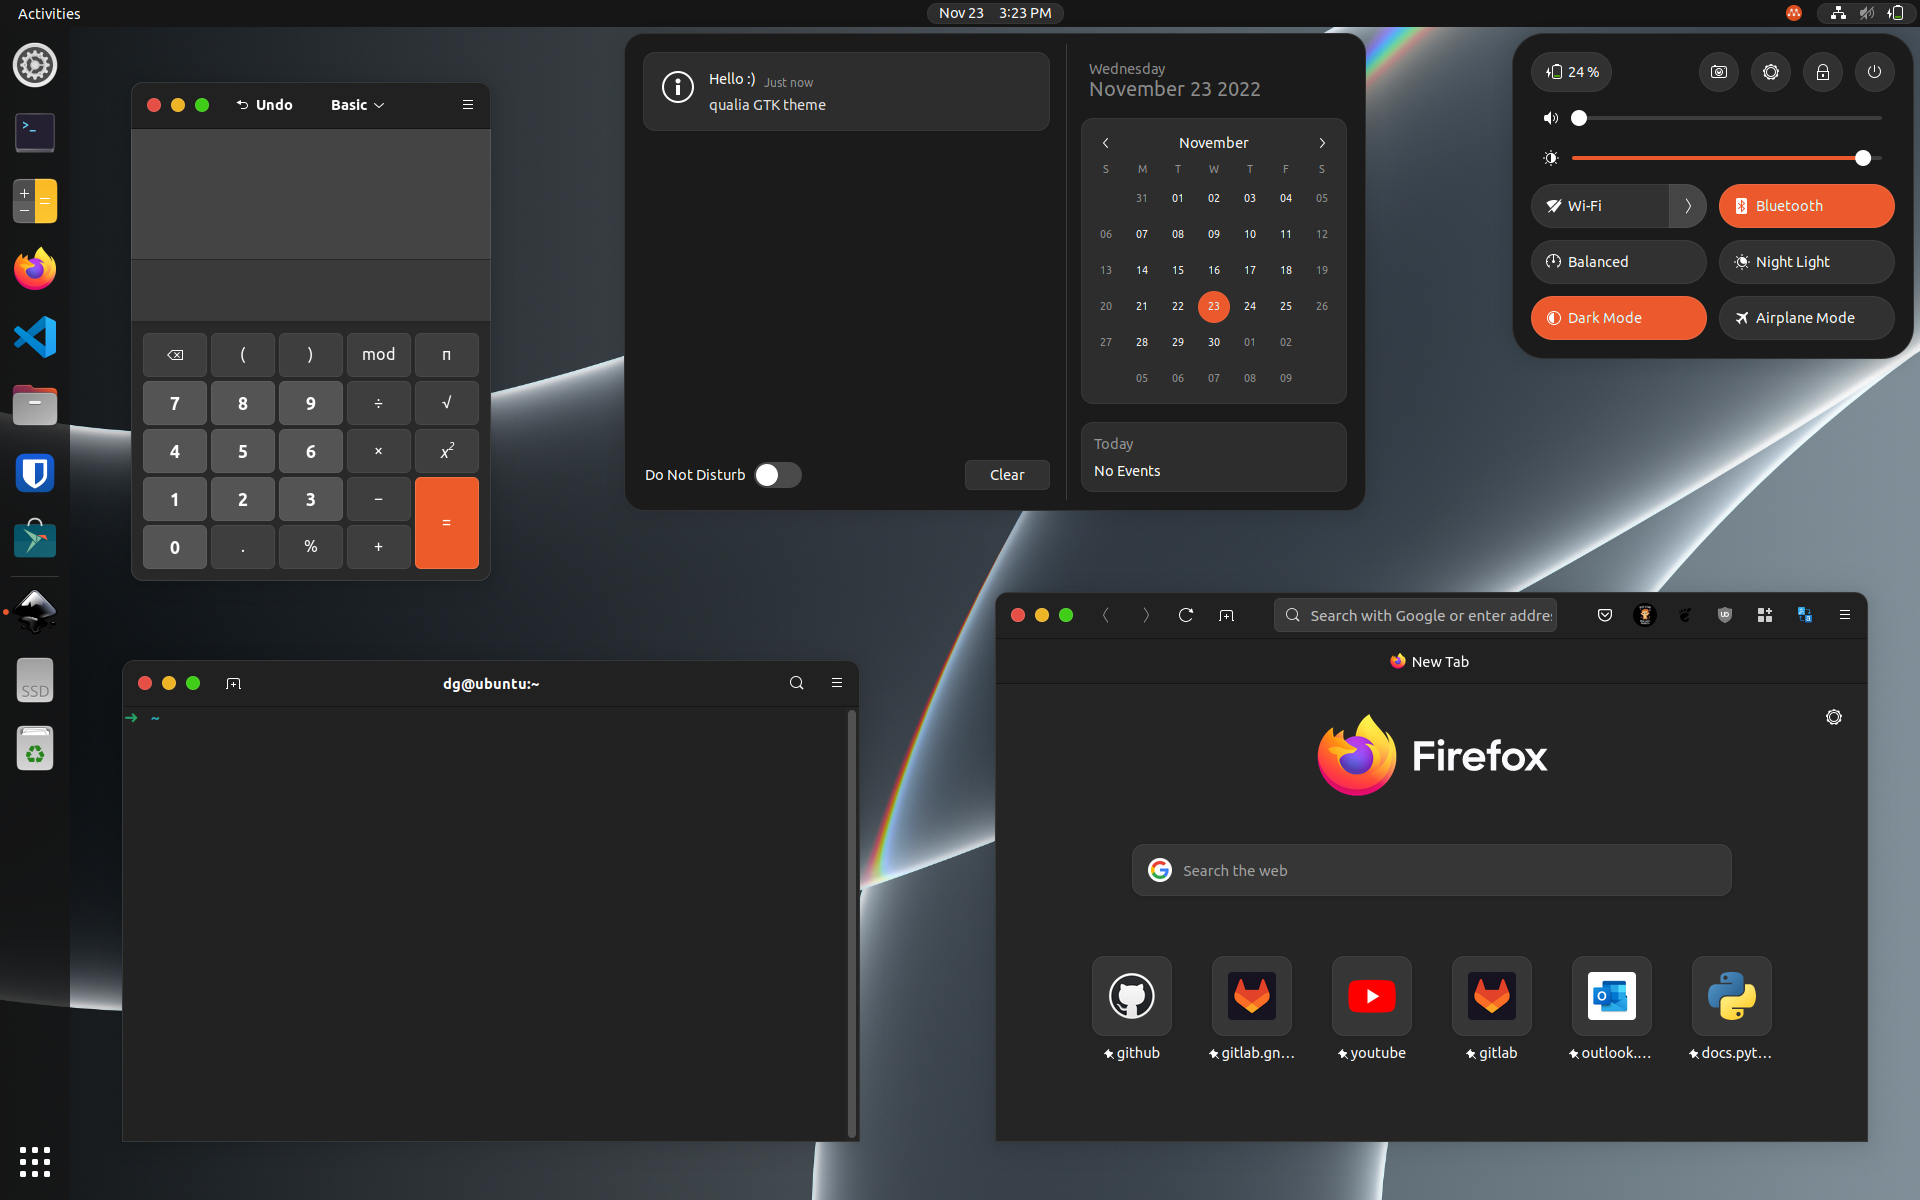 Activities
Nov 23 3:23 PM
SSD
Undo Basic
( ) mod π
7 8 9 ÷ √
4 5 6 × x²
1 2 3 − =
0 . % +
Hello :) Just now
qualia GTK theme
Do Not Disturb
Clear
Wednesday
November 23 2022
November
S M T W T F S
31 01 02 03 04 05
06 07 08 09 10 11 12
13 14 15 16 17 18 19
20 21 22 23 24 25 26
27 28 29 30 01 02
05 06 07 08 09
Today
No Events
24 %
Wi-Fi
Bluetooth
Balanced
Night Light
Dark Mode
Airplane Mode
dg@ubuntu:~
➜ ~
Search with Google or enter addre
New Tab
Firefox
Search the web
github
gitlab.gn...
youtube
gitlab
outlook....
docs.pyt...